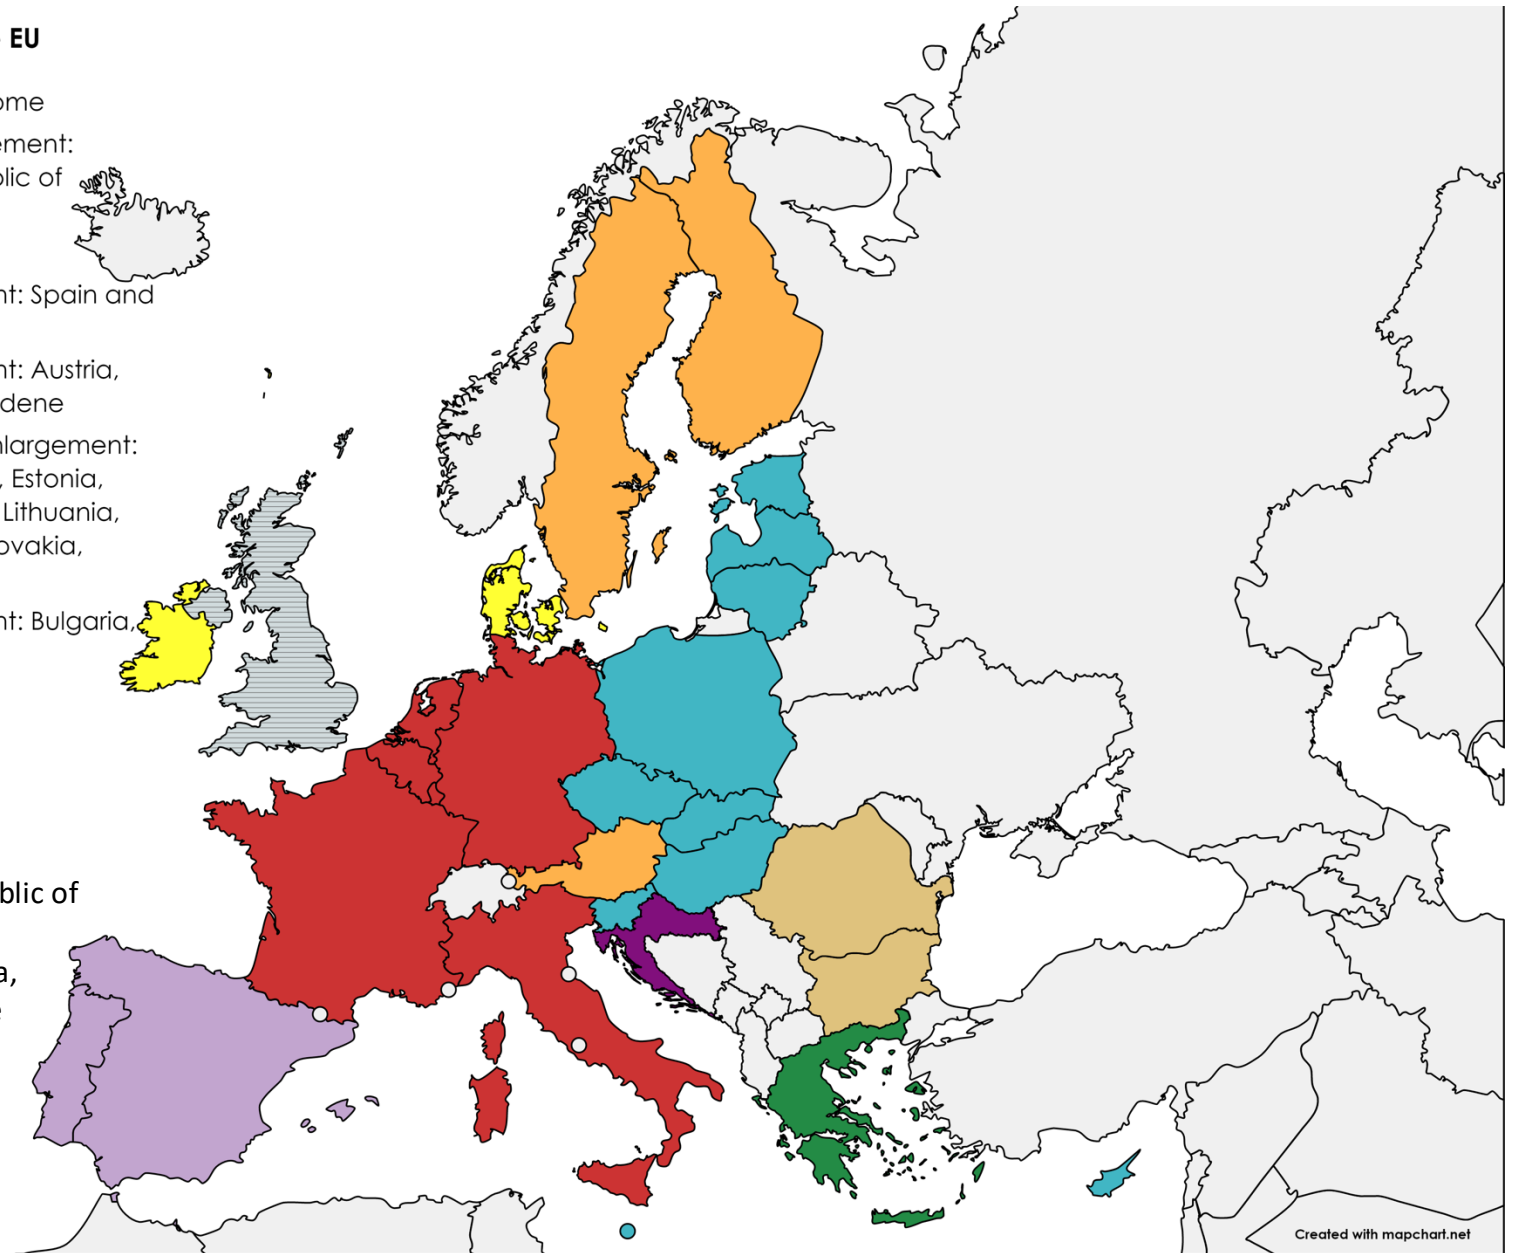 EU
ome
ement:
blic of
nt: Spain and
nt: Austria,
dene
nlargement:
, Estonia,
Lithuania,
ovakia,
nt: Bulgaria,
blic of
a,
e
Created with mapchart.net